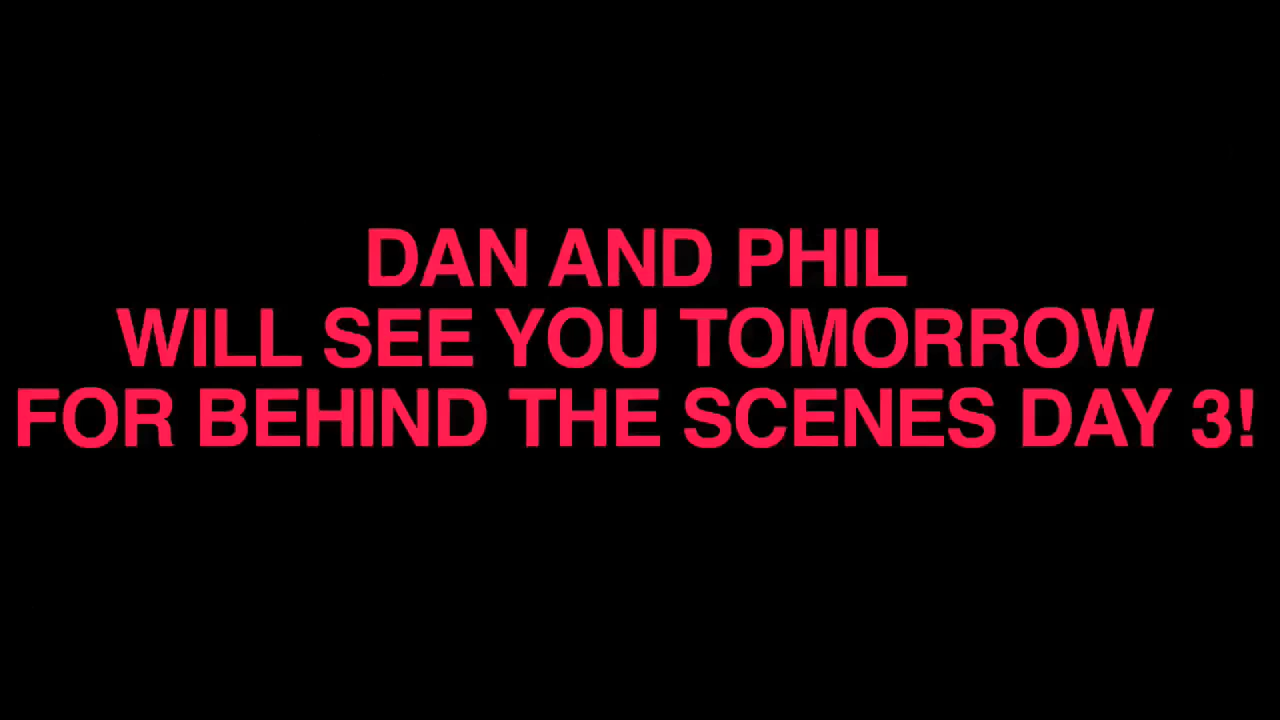 DAN AND PHIL
WILL SEE YOU TOMORROW
FOR BEHIND THE SCENES DAY 3!